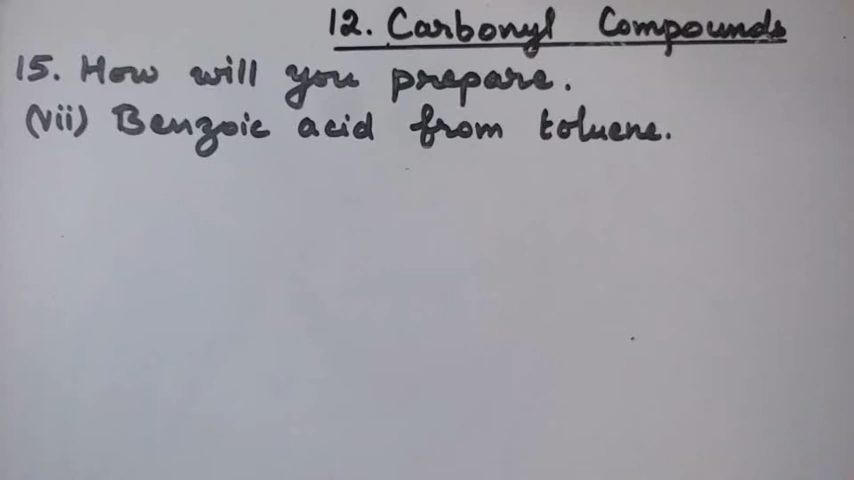 12. Carbonyl Compounds
15. How will you prepare.
(vii) Benzoic acid from toluene.